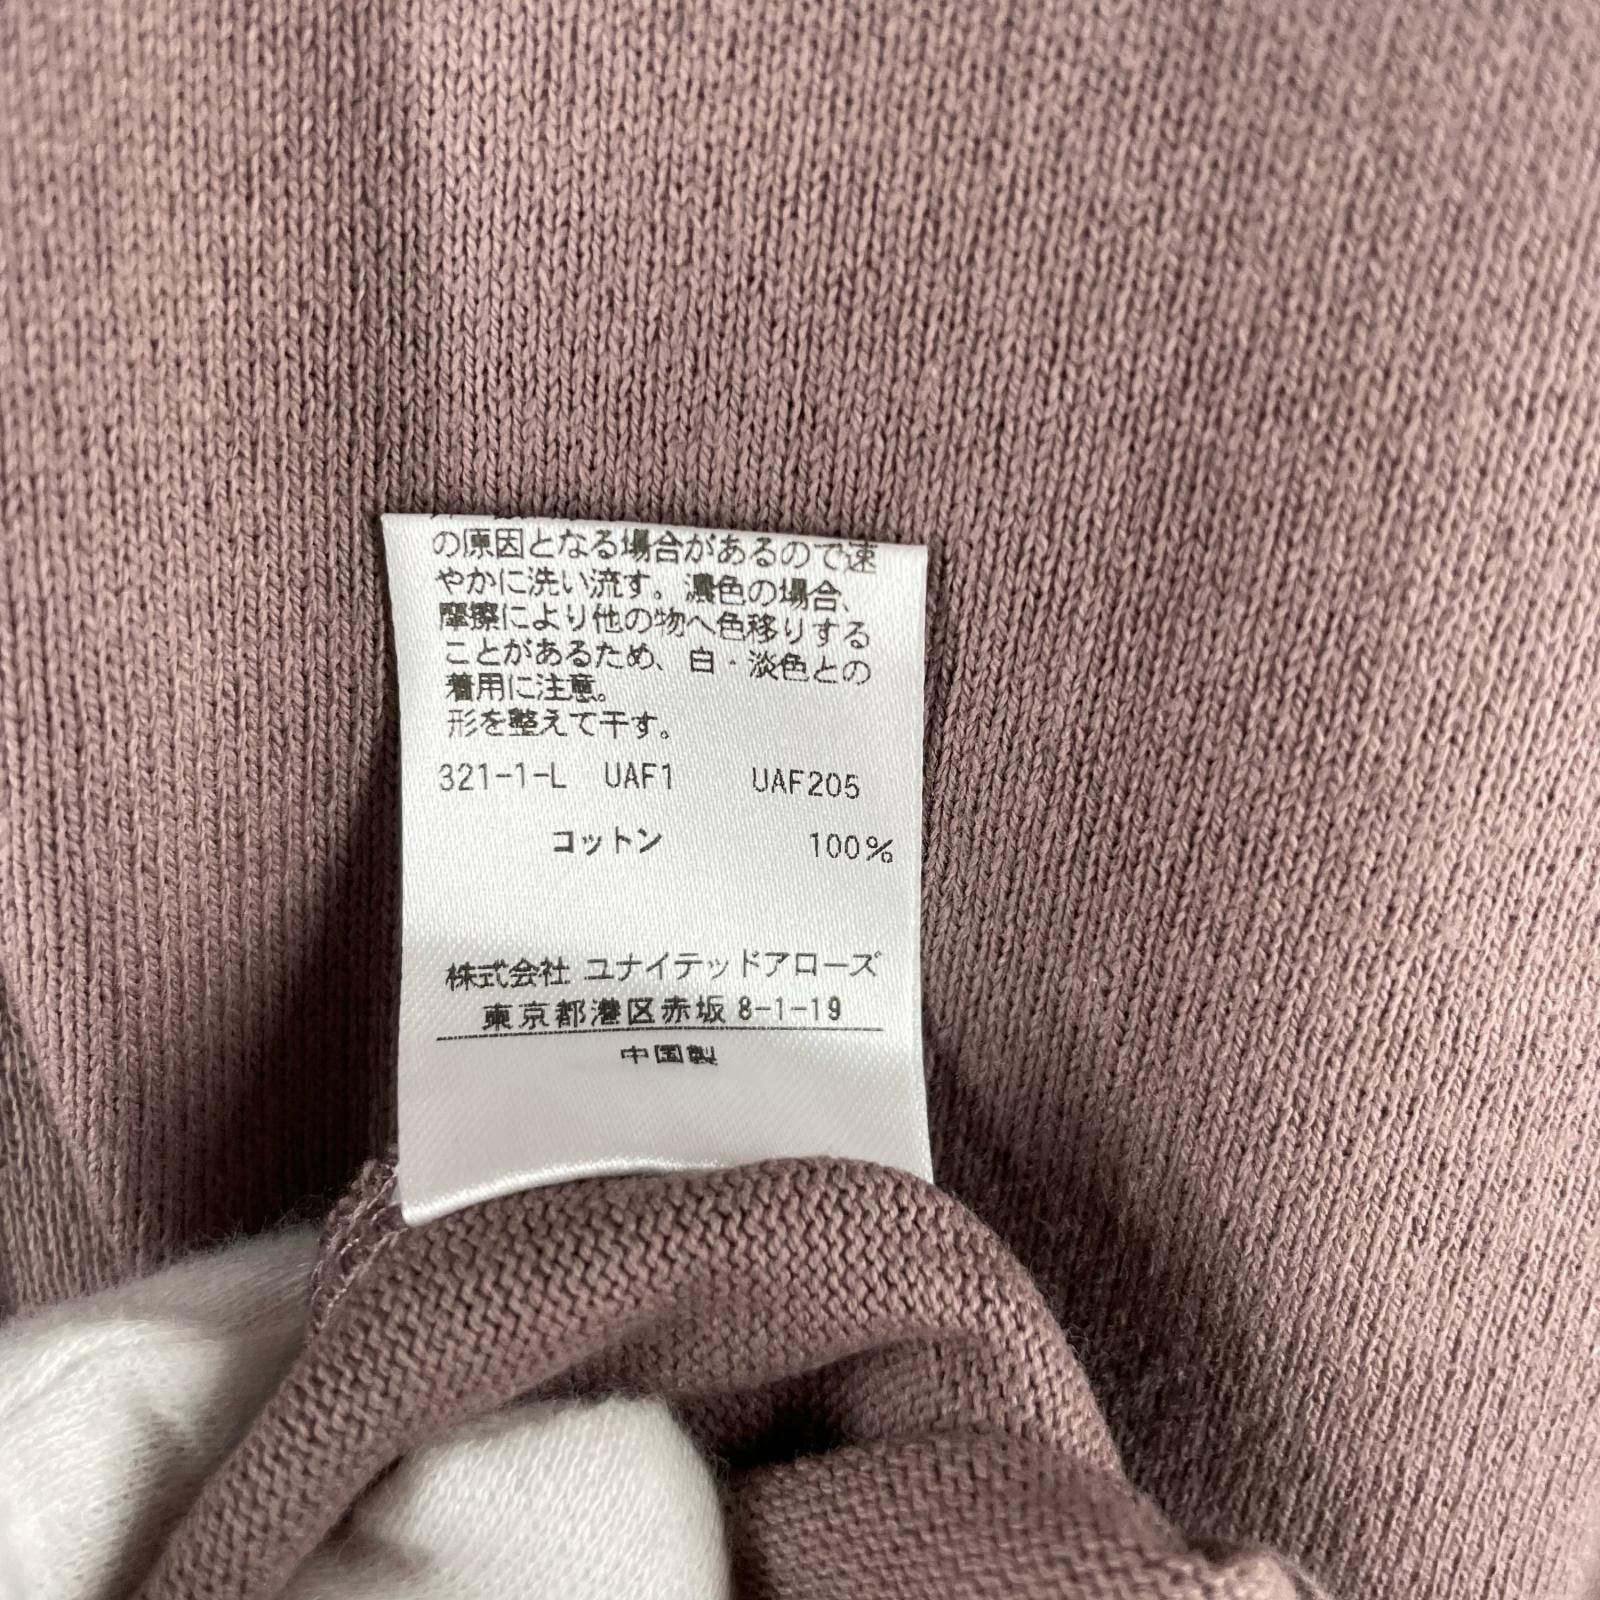 の原因となる場合があるので速
やかに洗い流す。濃色の場合、
摩擦により他の物へ色移りする
ことがあるため、白・淡色との
着用に注意。
形を整えて干す。
321-1-L UAF1 UAF205
コットン 100%
株式会社 ユナイテッドアローズ
東京都港区赤坂 8-1-19
中国製